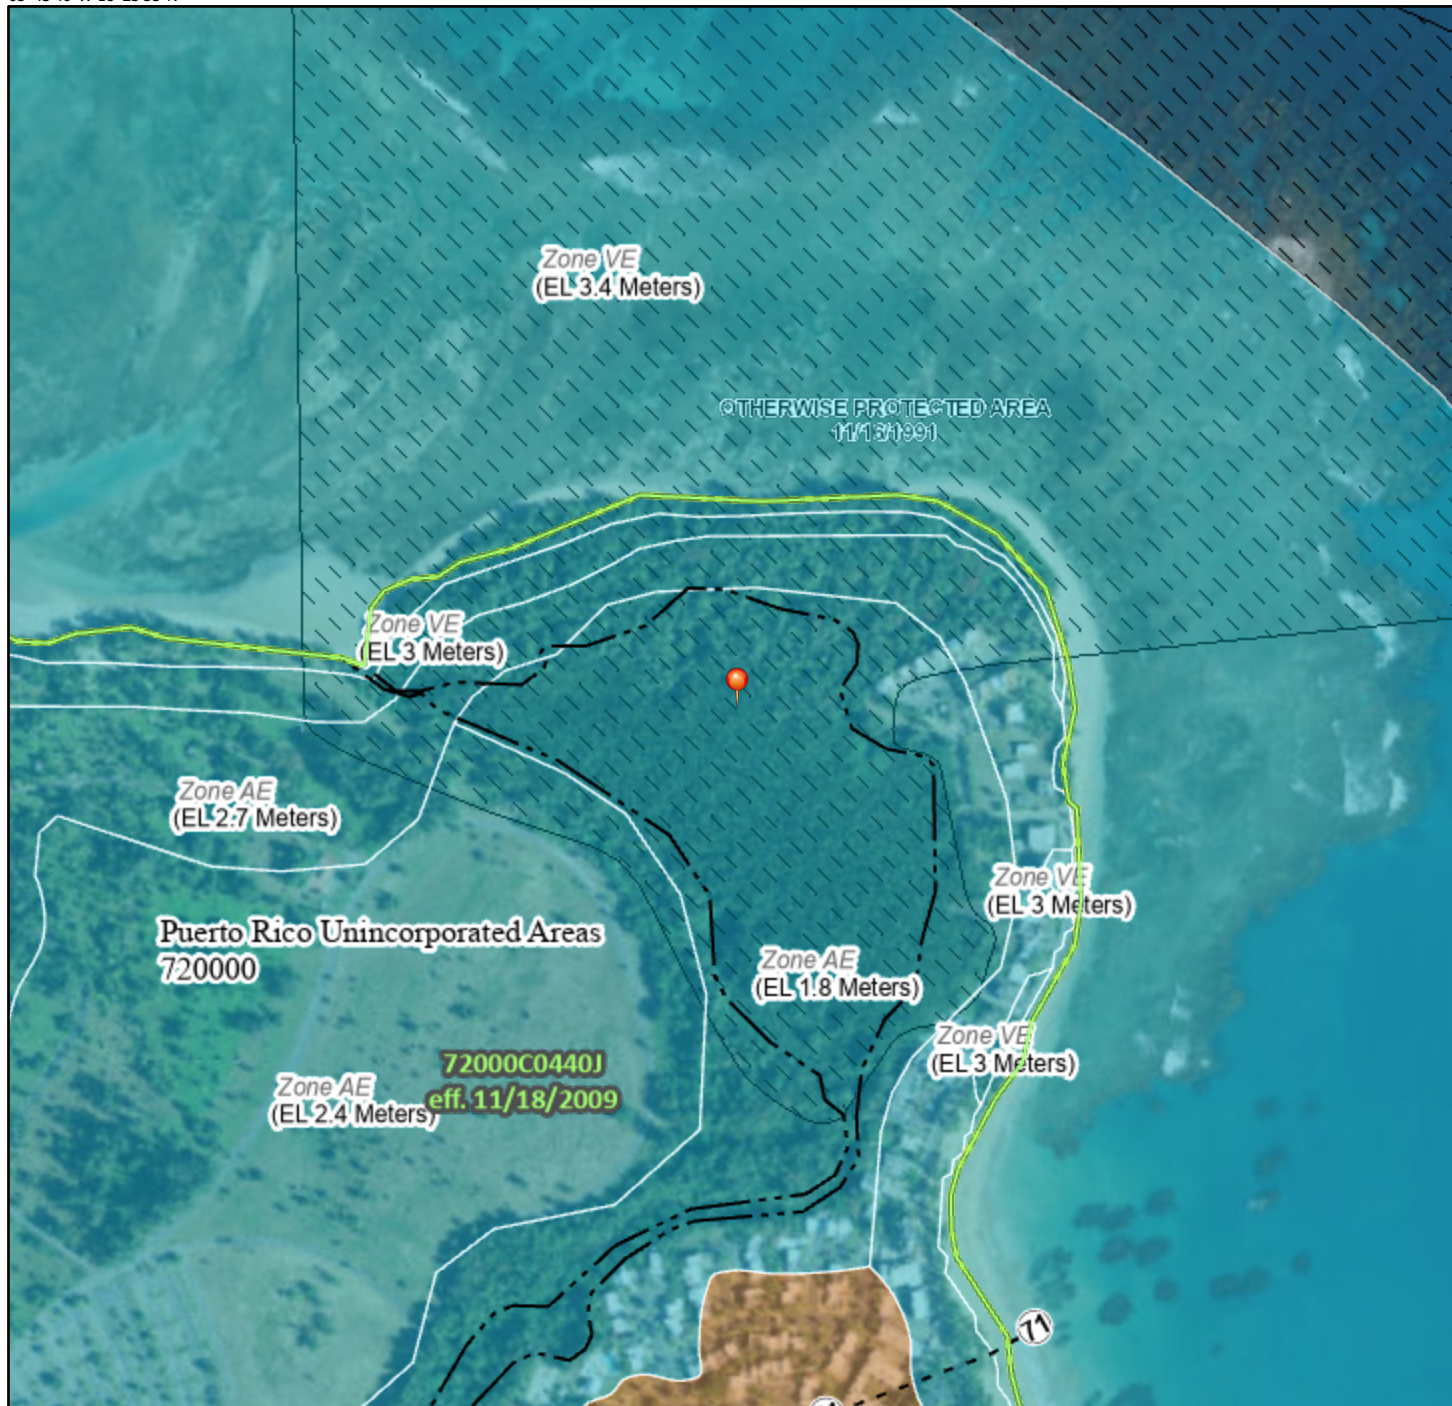 Zone VE
(EL 3.4 Meters)
OTHERWISE PROTECTED AREA
11/16/1991
Zone VE
(EL 3 Meters)
Zone AE
(EL 2.7 Meters)
Zone VE
(EL 3 Meters)
Puerto Rico Unincorporated Areas
720000
Zone AE
(EL 1.8 Meters)
Zone VE
(EL 3 Meters)
72000C0440J
eff. 11/18/2009
Zone AE
(EL 2.4 Meters)
71